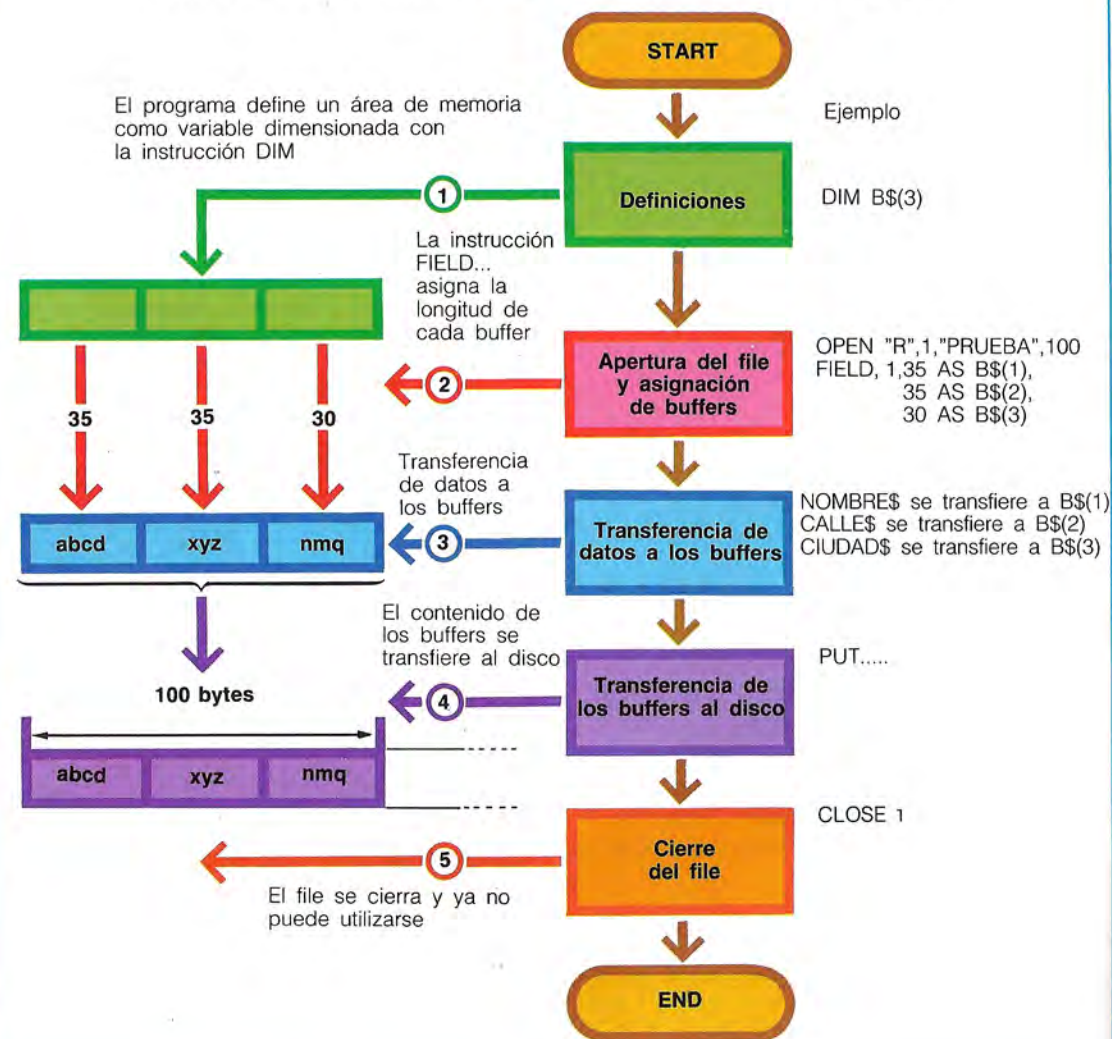 START
El programa define un área de memoria
como variable dimensionada con
la instrucción DIM
Ejemplo
1
Definiciones
DIM B$(3)
La instrucción
FIELD...
asigna la
longitud de
cada buffer
2
Apertura del file
y asignación
de buffers
OPEN "R",1,"PRUEBA",100
FIELD, 1,35 AS B$(1),
35 AS B$(2),
30 AS B$(3)
35
35
30
Transferencia
de datos a
los buffers
3
Transferencia de
datos a los buffers
NOMBRE$ se transfiere a B$(1)
CALLE$ se transfiere a B$(2)
CIUDAD$ se transfiere a B$(3)
abcd
xyz
nmq
El contenido de
los buffers se
transfiere al disco
4
Transferencia de
los buffers al disco
PUT.....
100 bytes
abcd
xyz
nmq
CLOSE 1
5
Cierre
del file
El file se cierra y ya no
puede utilizarse
END